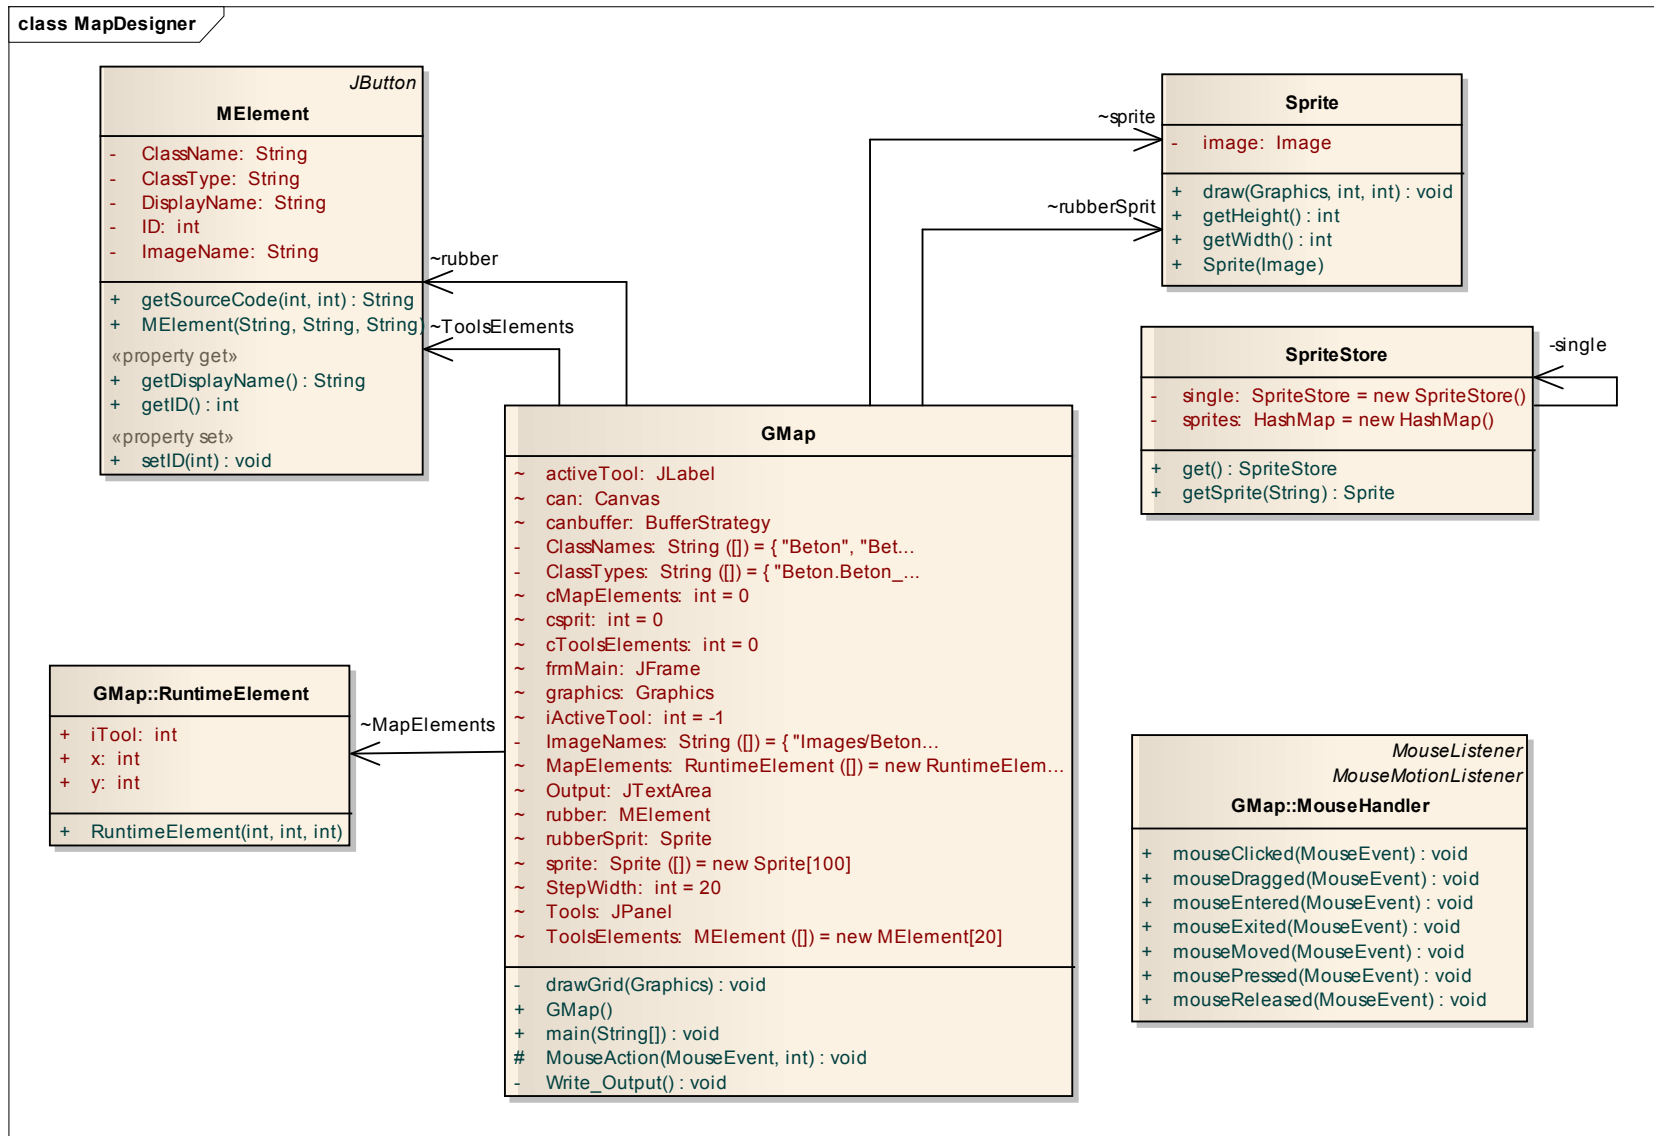 class MapDesigner
JButton
MElement
- ClassName: String
- ClassType: String
- DisplayName: String
- ID: int
- ImageName: String
+ getSourceCode(int, int) : String
+ MElement(String, String, String)
«property get»
+ getDisplayName() : String
+ getID() : int
«property set»
+ setID(int) : void
~rubber
~ToolsElements
~sprite
~rubberSprit
Sprite
- image: Image
+ draw(Graphics, int, int) : void
+ getHeight() : int
+ getWidth() : int
+ Sprite(Image)
SpriteStore
- single: SpriteStore = new SpriteStore()
- sprites: HashMap = new HashMap()
+ get() : SpriteStore
+ getSprite(String) : Sprite
-single
GMap
~ activeTool: JLabel
~ can: Canvas
~ canbuffer: BufferStrategy
- ClassNames: String ([]) = { "Beton", "Bet...
- ClassTypes: String ([]) = { "Beton.Beton_...
~ cMapElements: int = 0
~ csprit: int = 0
~ cToolsElements: int = 0
~ frmMain: JFrame
~ graphics: Graphics
~ iActiveTool: int = -1
- ImageNames: String ([]) = { "Images/Beton...
~ MapElements: RuntimeElement ([]) = new RuntimeElem...
~ Output: JTextArea
~ rubber: MElement
~ rubberSprit: Sprite
~ sprite: Sprite ([]) = new Sprite[100]
~ StepWidth: int = 20
~ Tools: JPanel
~ ToolsElements: MElement ([]) = new MElement[20]
- drawGrid(Graphics) : void
+ GMap()
+ main(String[]) : void
# MouseAction(MouseEvent, int) : void
- Write_Output() : void
GMap::RuntimeElement
+ iTool: int
+ x: int
+ y: int
+ RuntimeElement(int, int, int)
~MapElements
MouseListener
MouseMotionListener
GMap::MouseHandler
+ mouseClicked(MouseEvent) : void
+ mouseDragged(MouseEvent) : void
+ mouseEntered(MouseEvent) : void
+ mouseExited(MouseEvent) : void
+ mouseMoved(MouseEvent) : void
+ mousePressed(MouseEvent) : void
+ mouseReleased(MouseEvent) : void